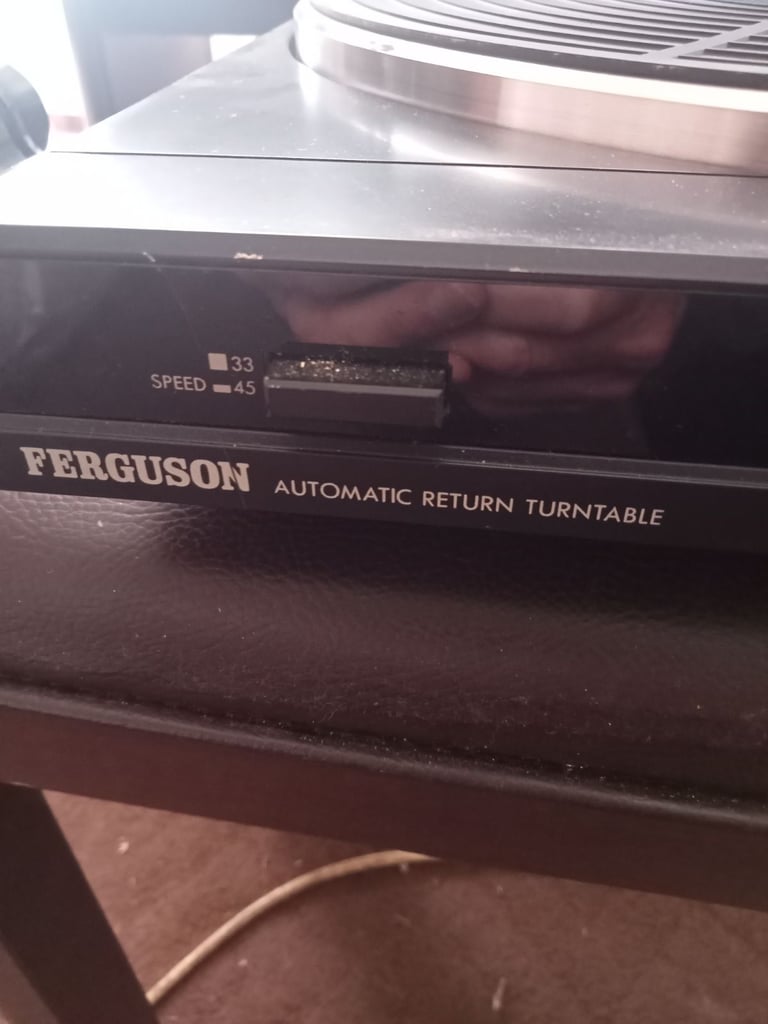 33
SPEED 45
FERGUSON AUTOMATIC RETURN TURNTABLE